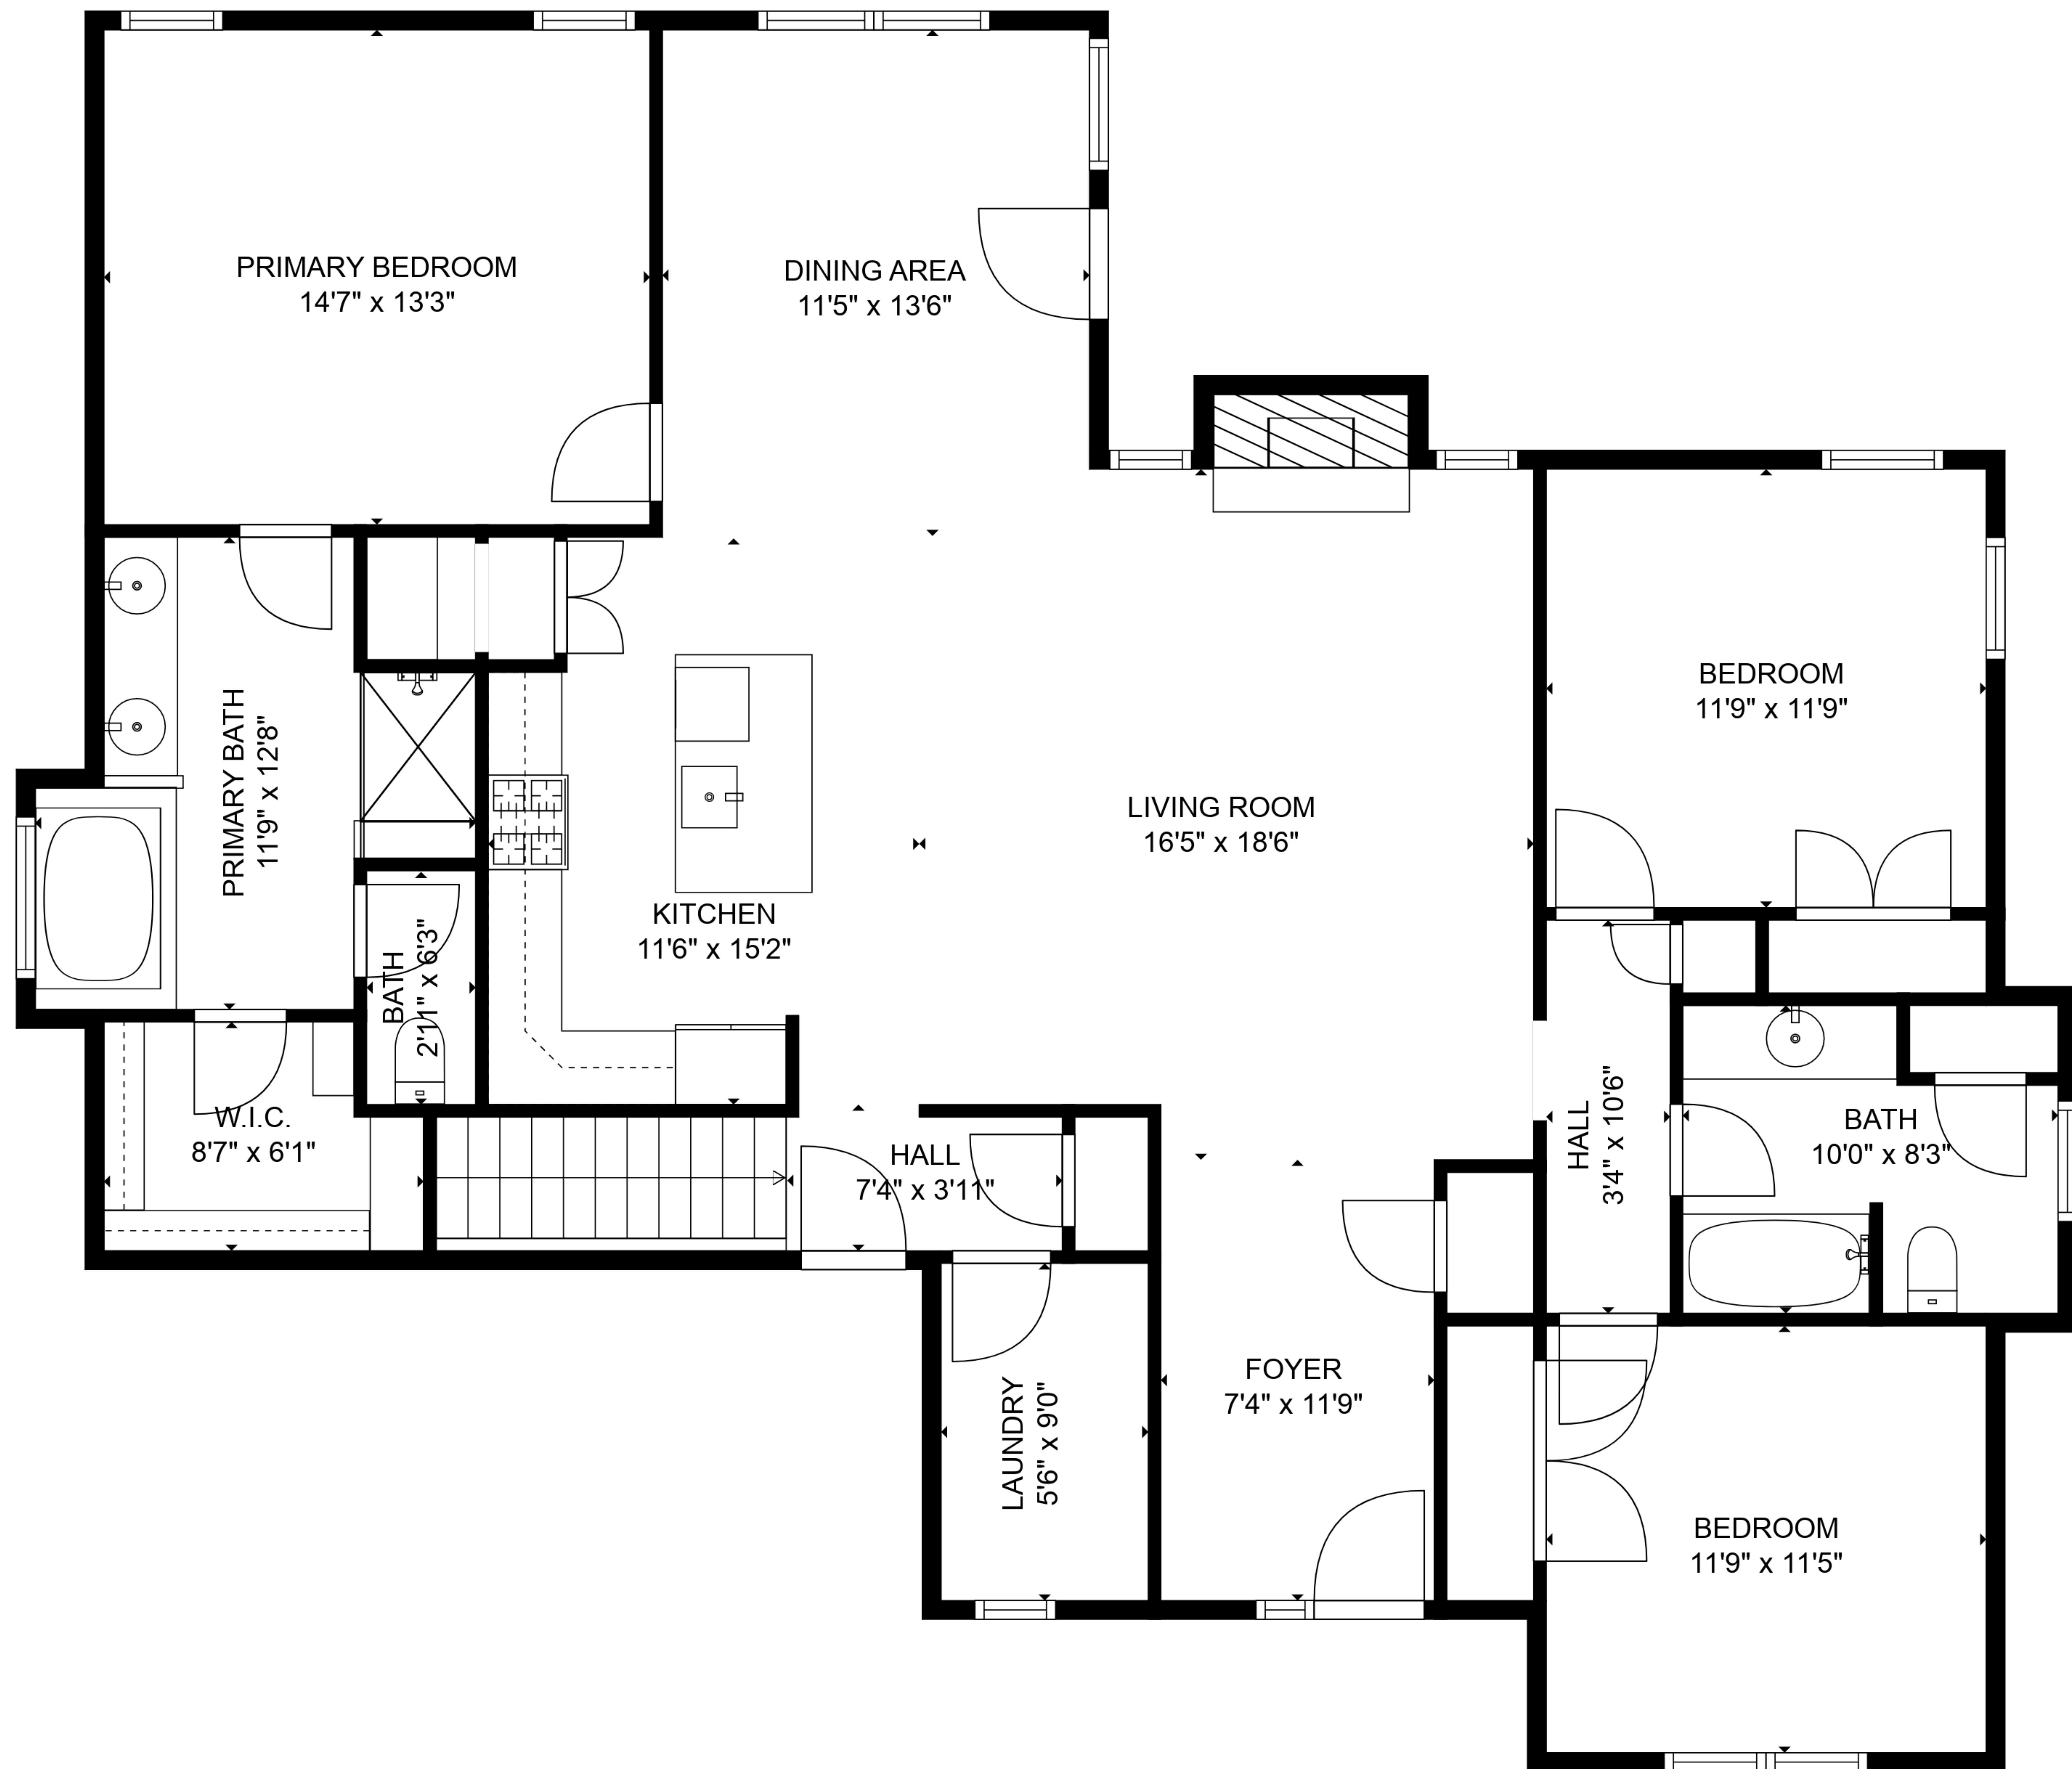 PRIMARY BEDROOM
14'7" x 13'3"
DINING AREA
11'5" x 13'6"
PRIMARY BATH
11'9" x 12'8"
BEDROOM
11'9" x 11'9"
LIVING ROOM
16'5" x 18'6"
KITCHEN
11'6" x 15'2"
BATH
2'11" x 6'3"
W.I.C.
8'7" x 6'1"
HALL
7'4" x 3'11"
HALL
3'4" x 10'6"
BATH
10'0" x 8'3"
LAUNDRY
5'6" x 9'0"
FOYER
7'4" x 11'9"
BEDROOM
11'9" x 11'5"